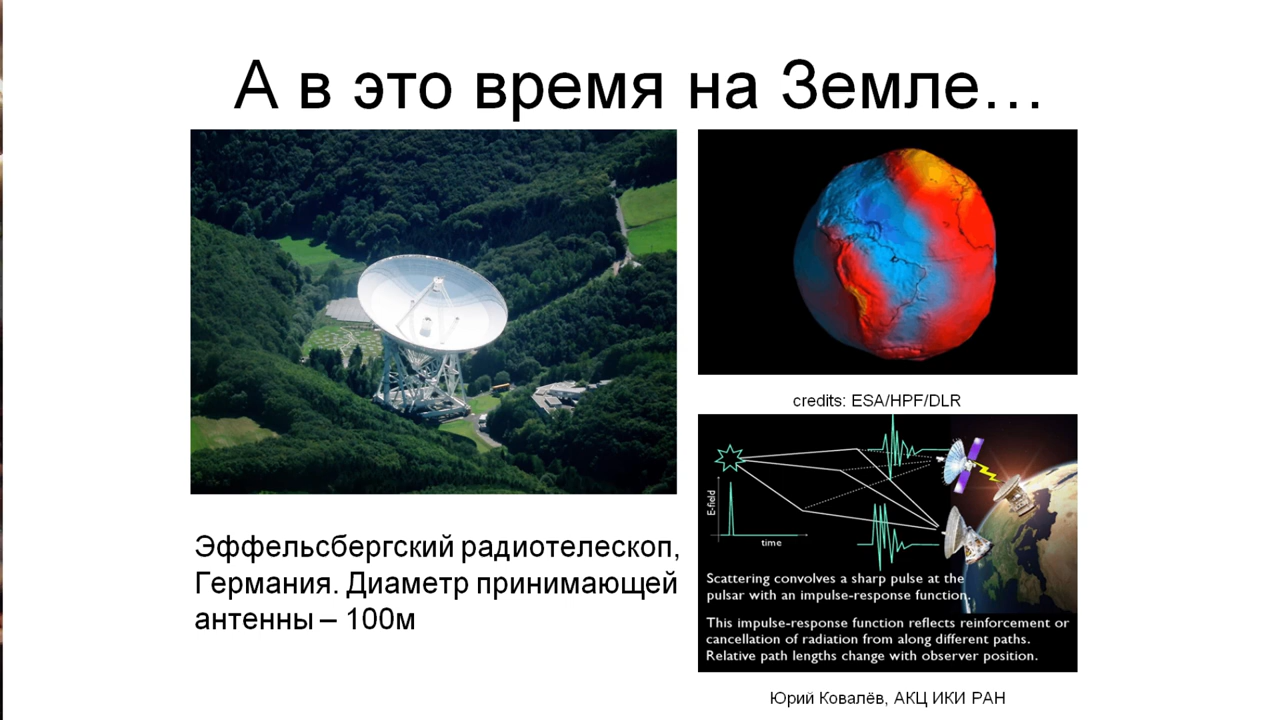 А в это время на Земле…
credits: ESA/HPF/DLR
E-field
time
Scattering convolves a sharp pulse at the
pulsar with an impulse-response function.
This impulse-response function reflects reinforcement or
cancellation of radiation from along different paths.
Relative path lengths change with observer position.
Эффельсбергский радиотелескоп,
Германия. Диаметр принимающей
антенны – 100м
Юрий Ковалёв, АКЦ ИКИ РАН